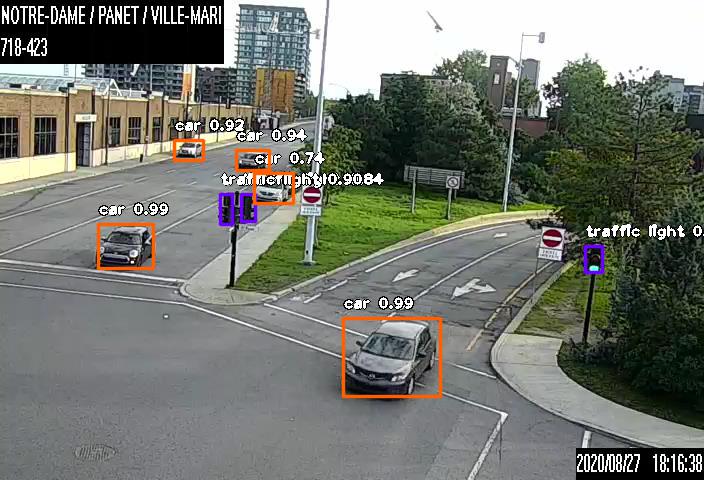 NOTRE-DAME / PANET / VILLE-MARI
718-423
car 0.92
car 0.94
car 0.74
car 0.99
traffic light 0.
car 0.99
2020/08/27 18:16:38